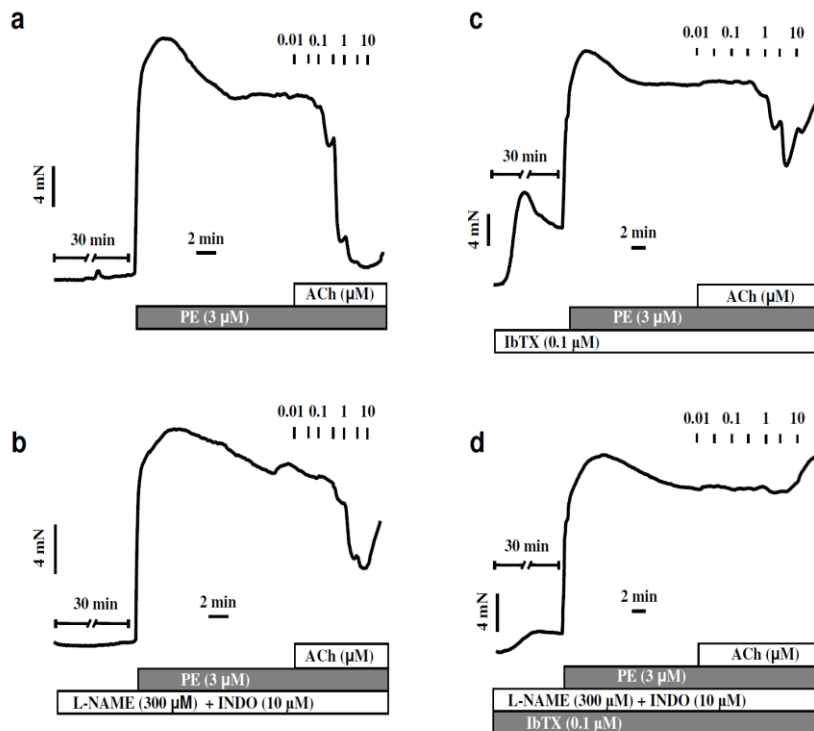 a
0.01 0.1 1 10
4 mN
30 min
2 min
ACh (µM)
PE (3 µM)
b
0.01 0.1 1 10
4 mN
30 min
2 min
ACh (µM)
PE (3 µM)
L-NAME (300 µM) + INDO (10 µM)
c
0.01 0.1 1 10
30 min
4 mN
2 min
ACh (µM)
PE (3 µM)
IbTX (0.1 µM)
d
0.01 0.1 1 10
30 min
4 mN
2 min
ACh (µM)
PE (3 µM)
L-NAME (300 µM) + INDO (10 µM)
IbTX (0.1 µM)